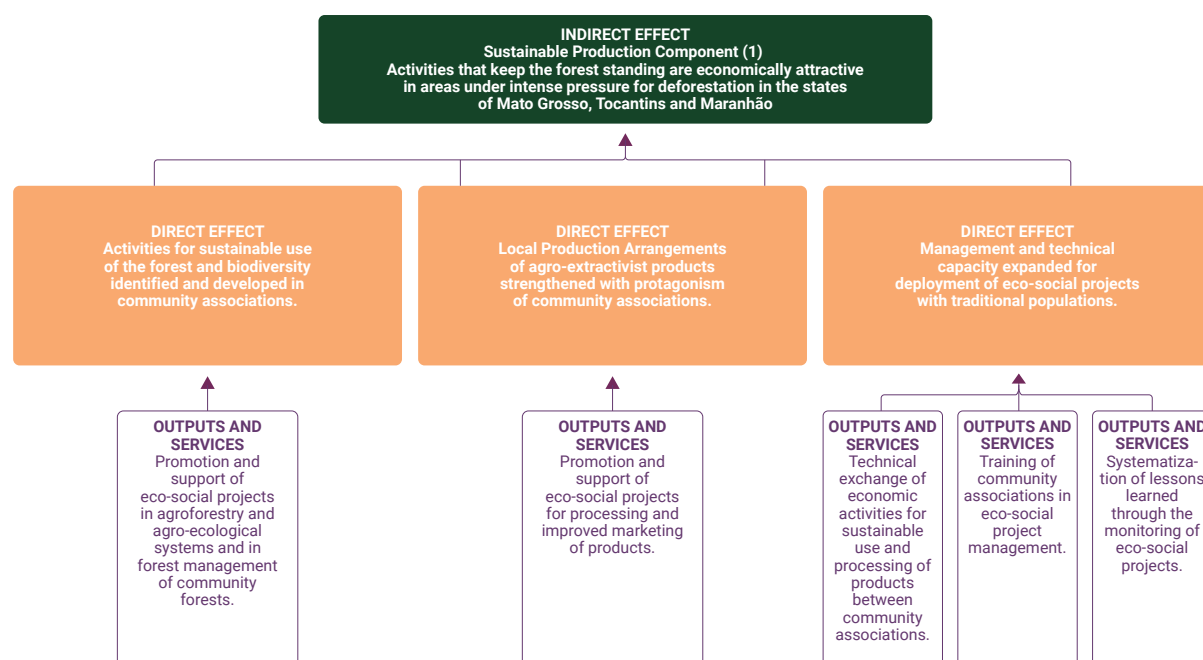 INDIRECT EFFECT
Sustainable Production Component (1)
Activities that keep the forest standing are economically attractive
in areas under intense pressure for deforestation in the states
of Mato Grosso, Tocantins and Maranhão
DIRECT EFFECT
Activities for sustainable use
of the forest and biodiversity
identified and developed in
community associations.
DIRECT EFFECT
Local Production Arrangements
of agro-extractivist products
strengthened with protagonism
of community associations.
DIRECT EFFECT
Management and technical
capacity expanded for
deployment of eco-social projects
with traditional populations.
OUTPUTS AND
SERVICES
Promotion and
support of
eco-social projects
in agroforestry and
agro-ecological
systems and in
forest management
of community
forests.
OUTPUTS AND
SERVICES
Promotion and
support of
eco-social projects
for processing and
improved marketing
of products.
OUTPUTS AND
SERVICES
Technical
exchange of
economic
activities for
sustainable
use and
processing of
products
between
community
associations.
OUTPUTS AND
SERVICES
Training of
community
associations in
eco-social
project
management.
OUTPUTS AND
SERVICES
Systematiza-
tion of lessons
learned
through the
monitoring of
eco-social
projects.